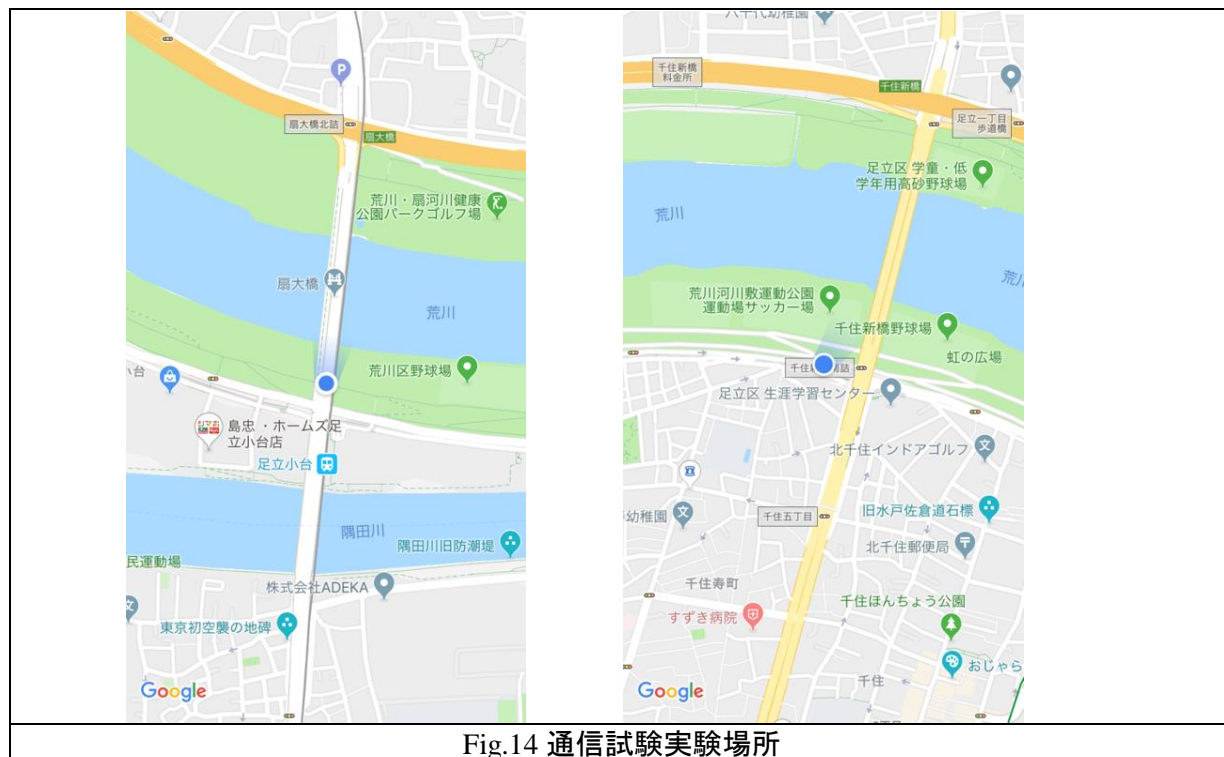 扇大橋北詰
扇大橋
荒川・扇河川健康
公園パークゴルフ場
扇大橋
荒川
小台
荒川区野球場
島忠・ホームズ足
立小台店
足立小台
隅田川
隅田川旧防潮堤
民運動場
株式会社ADEKA
東京初空襲の地碑
Google
八千代幼稚園
千住新橋
料金所
千住新橋
足立一丁目
歩道橋
足立区 学童・低
学年用高砂野球場
荒川
荒川
荒川河川敷運動公園
運動場サッカー場
千住新橋野球場
虹の広場
足立区 生涯学習センター
北千住インドアゴルフ
幼稚園
千住五丁目
旧水戸佐倉道石標
北千住郵便局
千住寿町
千住ほんちょう公園
すずき病院
おじゃら
千住
Google
Fig.14 通信試験実験場所